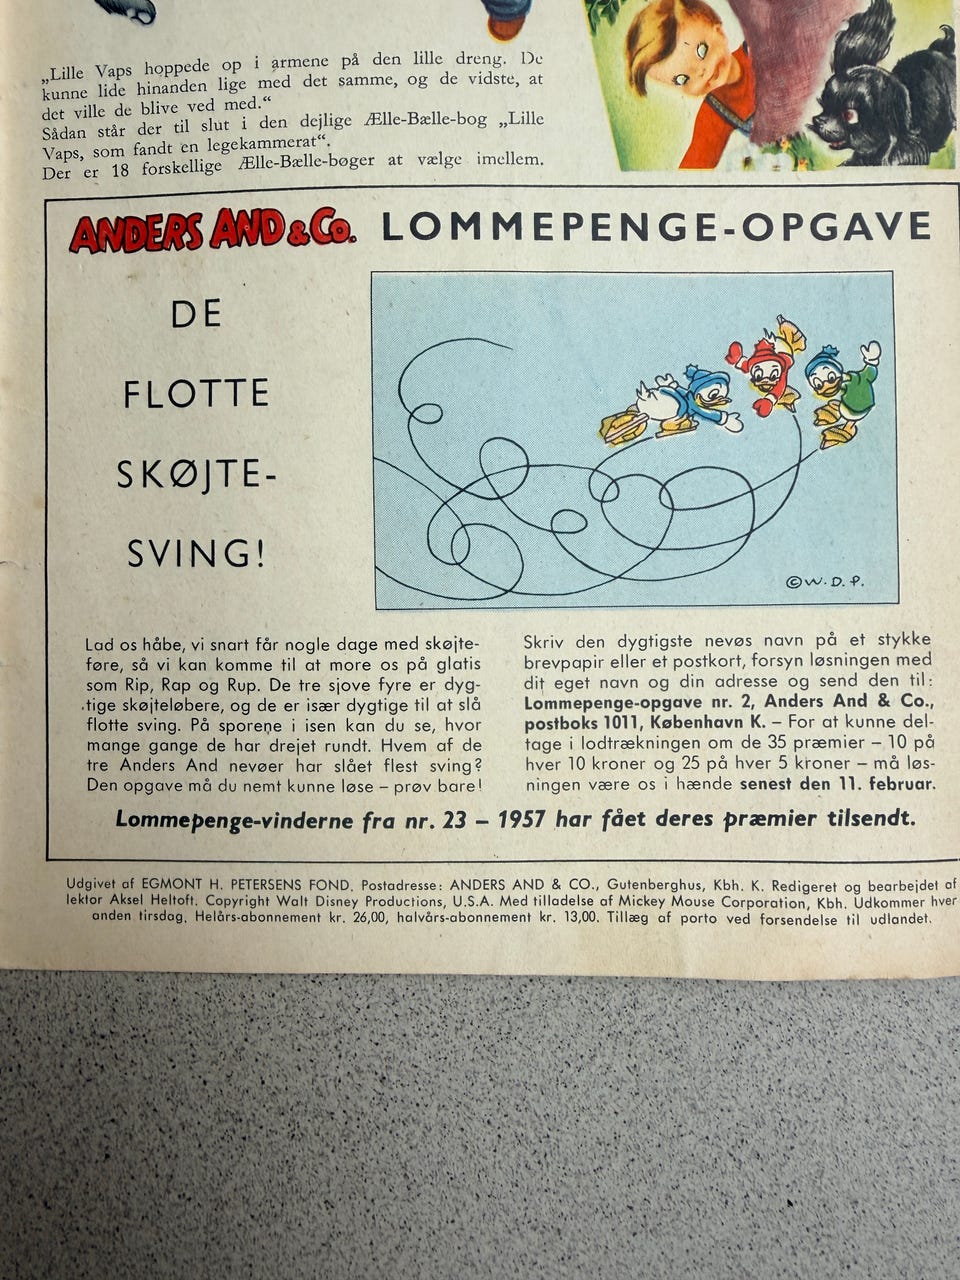 „Lille Vaps hoppede op i armene på den lille dreng. De
kunne lide hinanden lige med det samme, og de vidste, at
det ville de blive ved med.“
Sådan står der til slut i den dejlige Ælle-Bælle-bog „Lille
Vaps, som fandt en legekammerat“.
Der er 18 forskellige Ælle-Bælle-bøger at vælge imellem.
ANDERS AND & Co. LOMMEPENGE-OPGAVE
DE
FLOTTE
SKØJTE-
SVING!
© W. D. P.
Lad os håbe, vi snart får nogle dage med skøjte-
føre, så vi kan komme til at more os på glatis
som Rip, Rap og Rup. De tre sjove fyre er dyg-
tige skøjteløbere, og de er især dygtige til at slå
flotte sving. På sporene i isen kan du se, hvor
mange gange de har drejet rundt. Hvem af de
tre Anders And nevøer har slået flest sving?
Den opgave må du nemt kunne løse – prøv bare!
Skriv den dygtigste nevøs navn på et stykke
brevpapir eller et postkort, forsyn løsningen med
dit eget navn og din adresse og send den til:
Lommepenge-opgave nr. 2, Anders And & Co.,
postboks 1011, København K. – For at kunne del-
tage i lodtrækningen om de 35 præmier – 10 på
hver 10 kroner og 25 på hver 5 kroner – må løs-
ningen være os i hænde senest den 11. februar.
Lommepenge-vinderne fra nr. 23 – 1957 har fået deres præmier tilsendt.
Udgivet af EGMONT H. PETERSENS FOND. Postadresse: ANDERS AND & CO., Gutenberghus, Kbh. K. Redigeret og bearbejdet af
lektor Aksel Heltoft. Copyright Walt Disney Productions, U.S.A. Med tilladelse af Mickey Mouse Corporation, Kbh. Udkommer hver
anden tirsdag. Helårs-abonnement kr. 26,00, halvårs-abonnement kr. 13,00. Tillæg af porto ved forsendelse til udlandet.